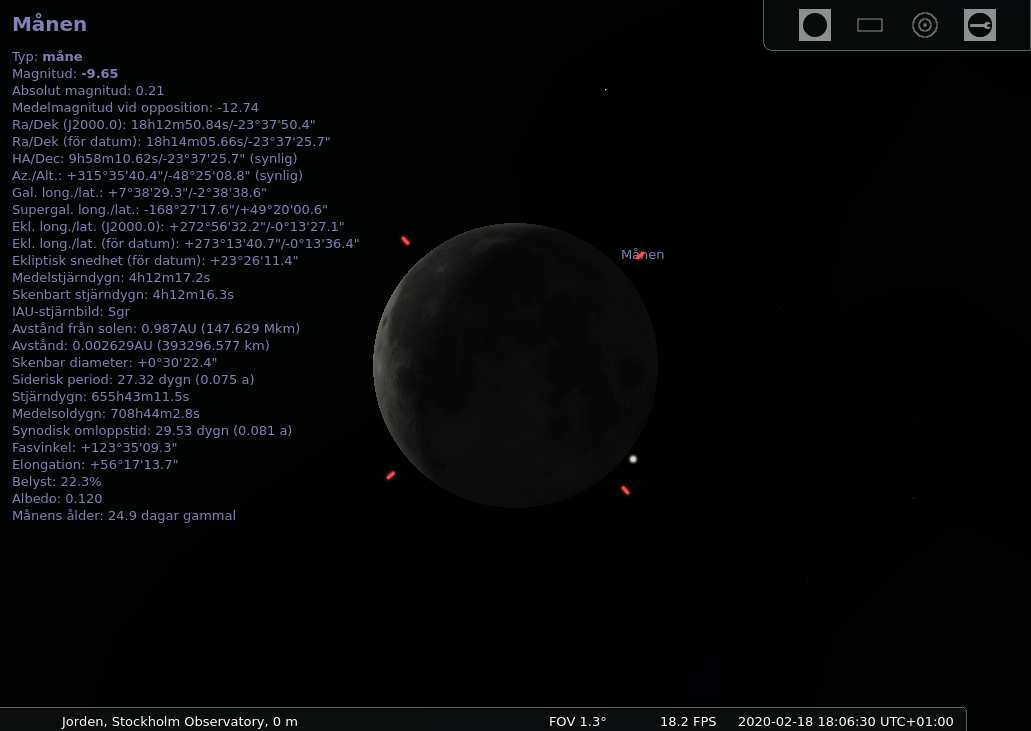 Månen
Typ: måne
Magnitud: -9.65
Absolut magnitud: 0.21
Medelmagnitud vid opposition: -12.74
Ra/Dek (J2000.0): 18h12m50.84s/-23°37'50.4"
Ra/Dek (för datum): 18h14m05.66s/-23°37'25.7"
HA/Dec: 9h58m10.62s/-23°37'25.7" (synlig)
Az./Alt.: +315°35'40.4"/-48°25'08.8" (synlig)
Gal. long./lat.: +7°38'29.3"/-2°38'38.6"
Supergal. long./lat.: -168°27'17.6"/+49°20'00.6"
Ekl. long./lat. (J2000.0): +272°56'32.2"/-0°13'27.1"
Ekl. long./lat. (för datum): +273°13'40.7"/-0°13'36.4"
Ekliptisk snedhet (för datum): +23°26'11.4"
Medelstjärndygn: 4h12m17.2s
Skenbart stjärndygn: 4h12m16.3s
IAU-stjärnbild: Sgr
Avstånd från solen: 0.987AU (147.629 Mkm)
Avstånd: 0.002629AU (393296.577 km)
Skenbar diameter: +0°30'22.4"
Siderisk period: 27.32 dygn (0.075 a)
Stjärndygn: 655h43m11.5s
Medelsoldygn: 708h44m2.8s
Synodisk omloppstid: 29.53 dygn (0.081 a)
Fasvinkel: +123°35'09.3"
Elongation: +56°17'13.7"
Belyst: 22.3%
Albedo: 0.120
Månens ålder: 24.9 dagar gammal
Månen
Jorden, Stockholm Observatory, 0 m FOV 1.3° 18.2 FPS 2020-02-18 18:06:30 UTC+01:00